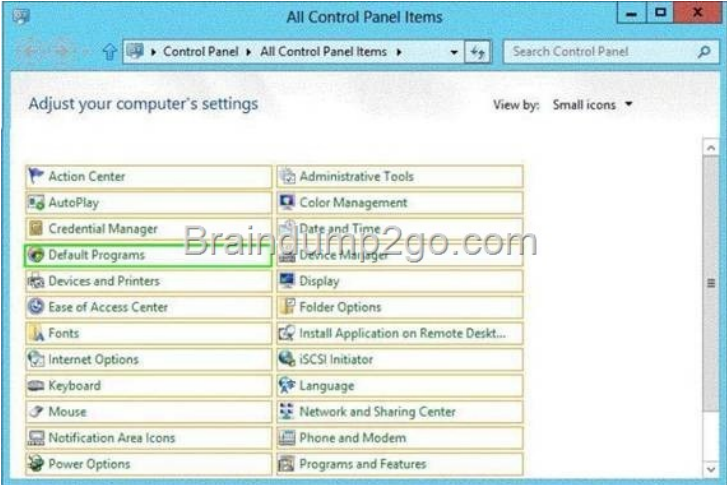 All Control Panel Items
Control Panel All Control Panel Items Search Control Panel
Adjust your computer's settings View by: Small icons
Action Center Administrative Tools
AutoPlay Color Management
Credential Manager Date and Time
Braindump2go.com
Default Programs Device Manager
Devices and Printers Display
Ease of Access Center Folder Options
Fonts Install Application on Remote Deskt...
Internet Options iSCSI Initiator
Keyboard Language
Mouse Network and Sharing Center
Notification Area Icons Phone and Modem
Power Options Programs and Features